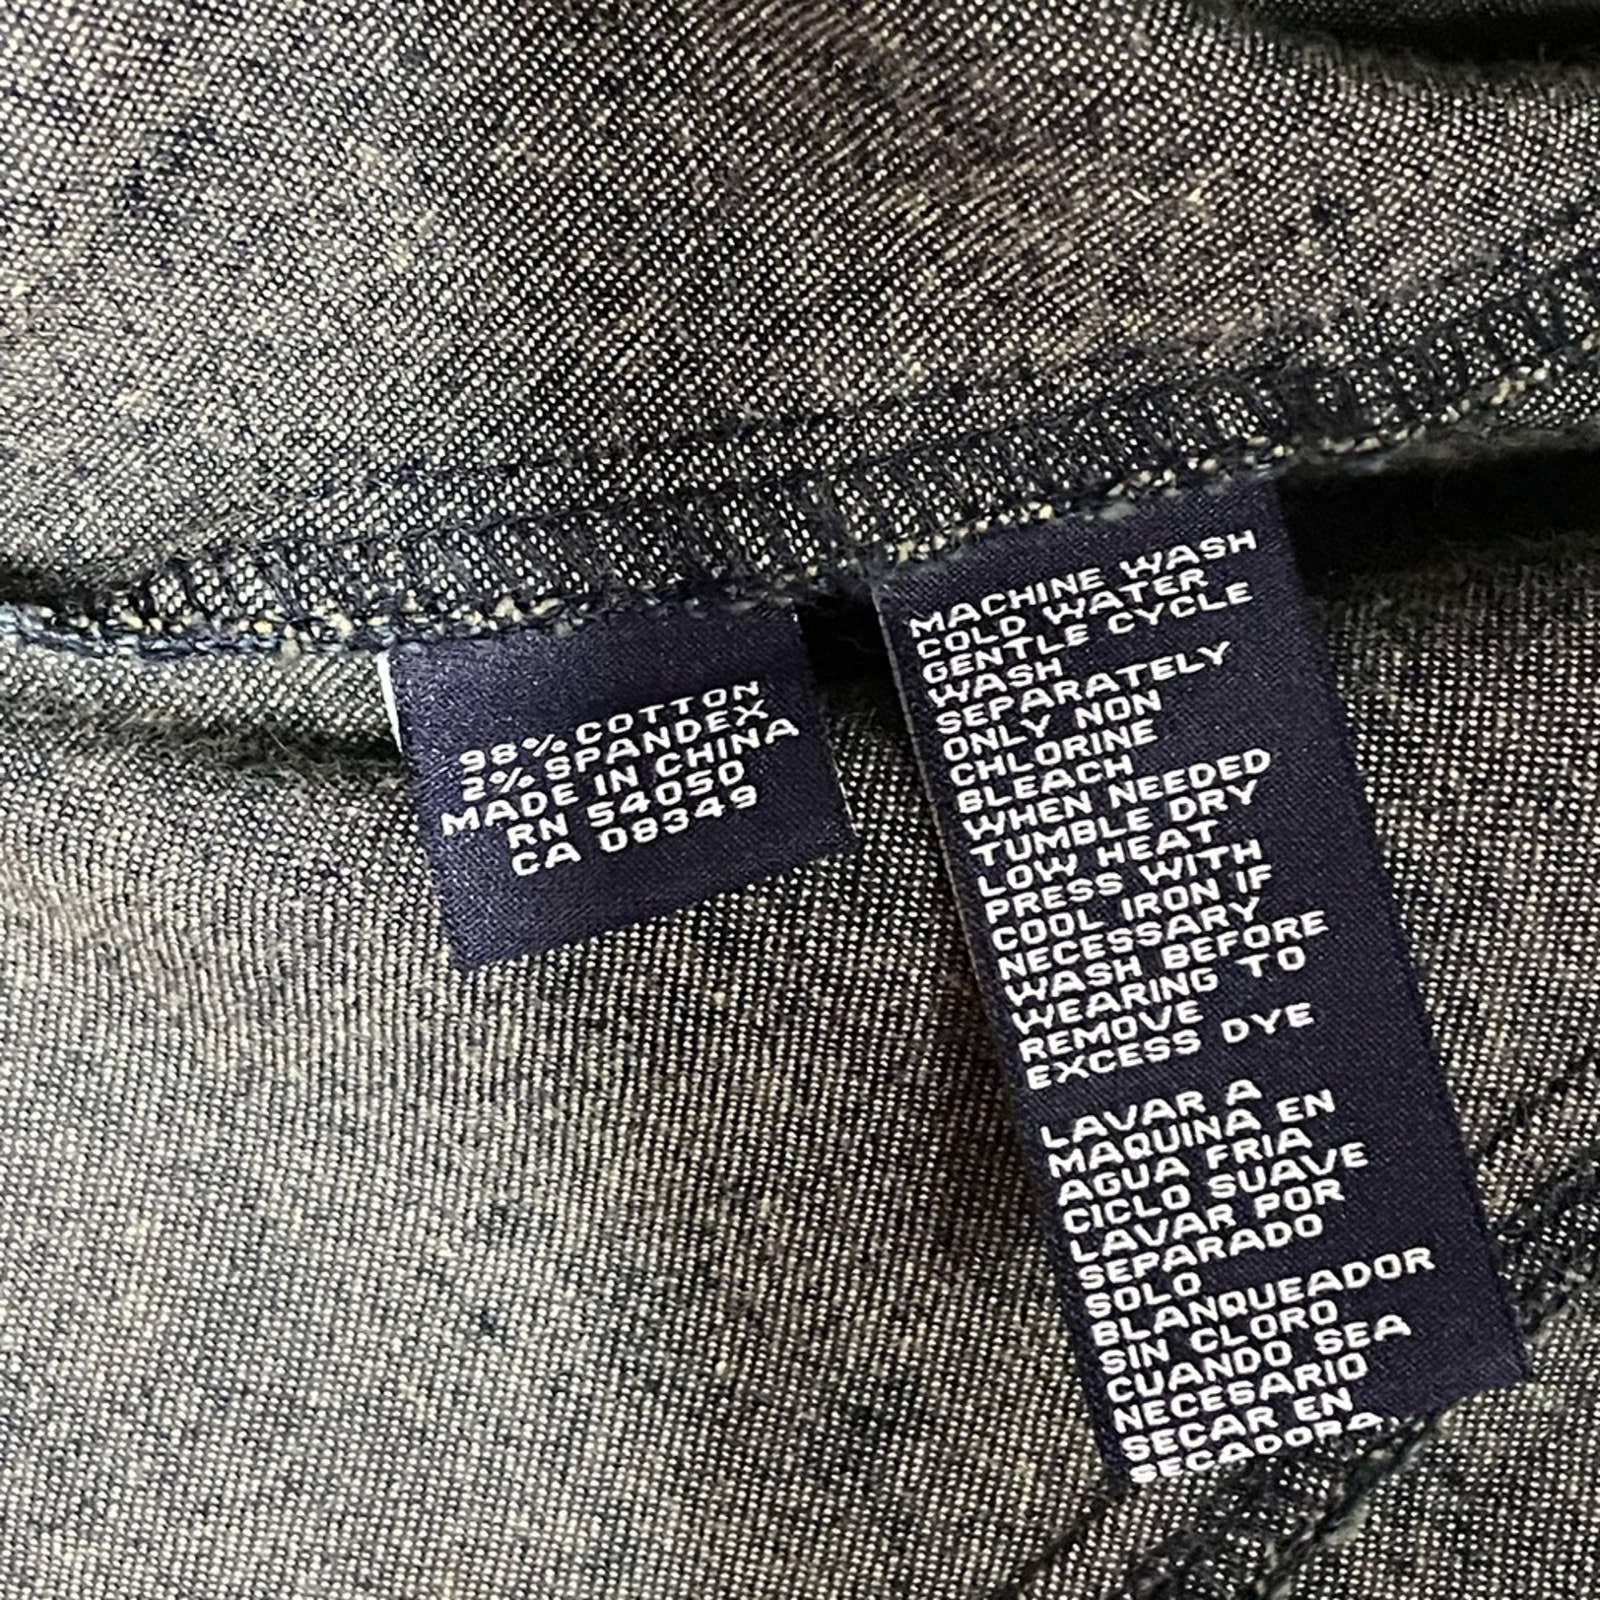 98% COTTON
2% SPANDEX
MADE IN CHINA
RN 54050
CA 08349
MACHINE WASH
COLD WATER
GENTLE CYCLE
WASH
SEPARATELY
ONLY NON
CHLORINE
BLEACH
WHEN NEEDED
TUMBLE DRY
LOW HEAT
PRESS WITH
COOL IRON IF
NECESSARY
WASH BEFORE
WEARING TO
REMOVE
EXCESS DYE
LAVAR A
MAQUINA EN
AGUA FRIA
CICLO SUAVE
LAVAR POR
SEPARADO
SOLO
BLANQUEADOR
SIN CLORO
CUANDO SEA
NECESARIO
SECAR EN
SECADORA,